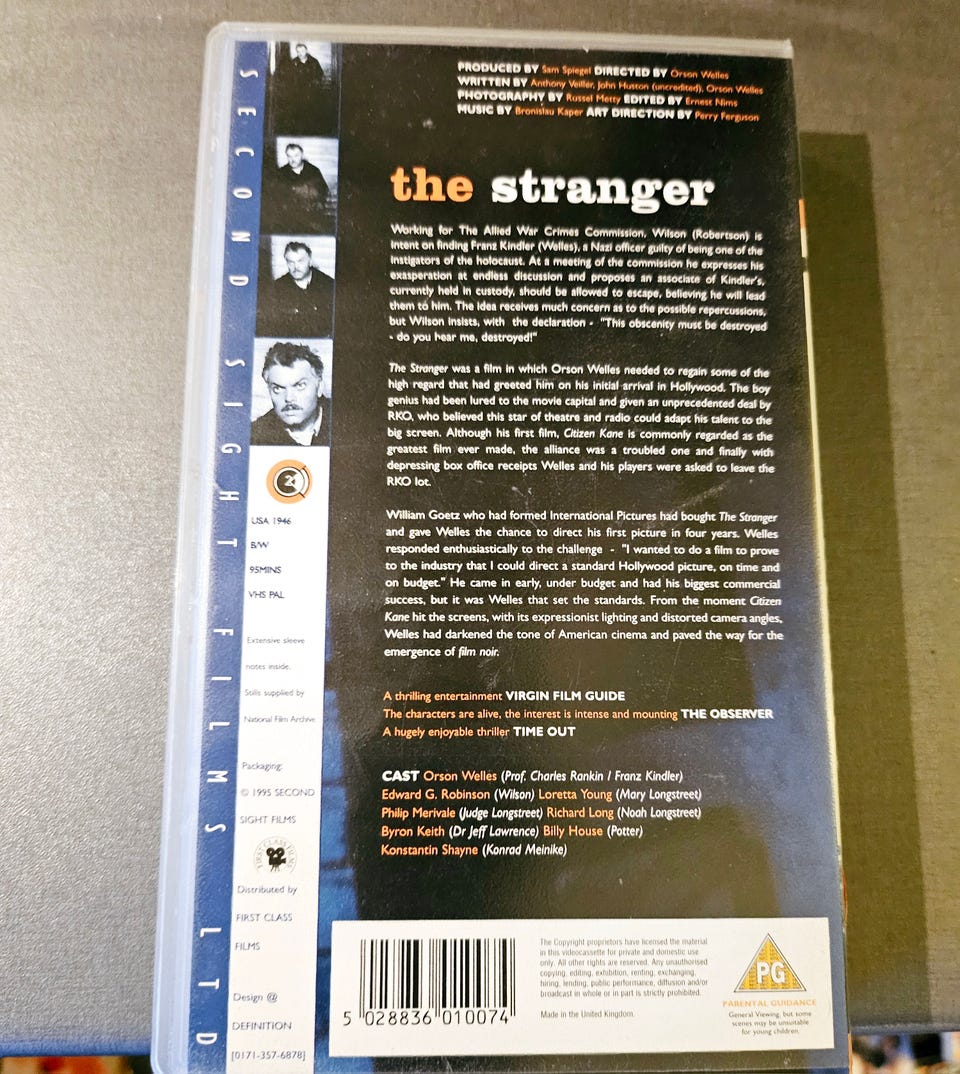 SECOND SIGHT FILMS LTD
PRODUCED BY Sam Spiegel DIRECTED BY Orson Welles
WRITTEN BY Anthony Veiller, John Huston (uncredited), Orson Welles
PHOTOGRAPHY BY Russel Metty EDITED BY Ernest Nims
MUSIC BY Bronislau Kaper ART DIRECTION BY Perry Ferguson
the stranger
Working for The Allied War Crimes Commission, Wilson (Robertson) is
intent on finding Franz Kindler (Welles), a Nazi officer guilty of being one of the
instigators of the holocaust. At a meeting of the commission he expresses his
exasperation at endless discussion and proposes an associate of Kindler's,
currently held in custody, should be allowed to escape, believing he will lead
them to him. The idea receives much concern as to the possible repercussions,
but Wilson insists, with the declaration - "This obscenity must be destroyed
- do you hear me, destroyed!"
The Stranger was a film in which Orson Welles needed to regain some of the
high regard that had greeted him on his initial arrival in Hollywood. The boy
genius had been lured to the movie capital and given an unprecedented deal by
RKO, who believed this star of theatre and radio could adapt his talent to the
big screen. Although his first film, Citizen Kane is commonly regarded as the
greatest film ever made, the alliance was a troubled one and finally with
depressing box office receipts Welles and his players were asked to leave the
RKO lot.
William Goetz who had formed International Pictures had bought The Stranger
and gave Welles the chance to direct his first picture in four years. Welles
responded enthusiastically to the challenge - "I wanted to do a film to prove
to the industry that I could direct a standard Hollywood picture, on time and
on budget." He came in early, under budget and had his biggest commercial
success, but it was Welles that set the standards. From the moment Citizen
Kane hit the screens, with its expressionist lighting and distorted camera angles,
Welles had darkened the tone of American cinema and paved the way for the
emergence of film noir.
A thrilling entertainment VIRGIN FILM GUIDE
The characters are alive, the interest is intense and mounting THE OBSERVER
A hugely enjoyable thriller TIME OUT
CAST Orson Welles (Prof. Charles Rankin / Franz Kindler)
Edward G. Robinson (Wilson) Loretta Young (Mary Longstreet)
Philip Merivale (Judge Longstreet) Richard Long (Noah Longstreet)
Byron Keith (Dr Jeff Lawrence) Billy House (Potter)
Konstantin Shayne (Konrad Meinike)
2
USA 1946
B/W
95MINS
VHS PAL
Extensive sleeve
notes inside.
Stills supplied by
National Film Archive
Packaging:
© 1995 SECOND
SIGHT FILMS
FIRST CLASS FILMS
Distributed by
FIRST CLASS
FILMS
Design @
DEFINITION
[0171-357-6878]
5 028836 010074
The Copyright proprietors have licensed the material
in this videocassette for private and domestic use
only. All other rights are reserved. Any unauthorised
copying, editing, exhibition, renting, exchanging,
hiring, lending, public performance, diffusion and/or
broadcast in whole or in part is strictly prohibited.
Made in the United Kingdom.
PG
PARENTAL GUIDANCE
General Viewing, but some
scenes may be unsuitable
for young children.